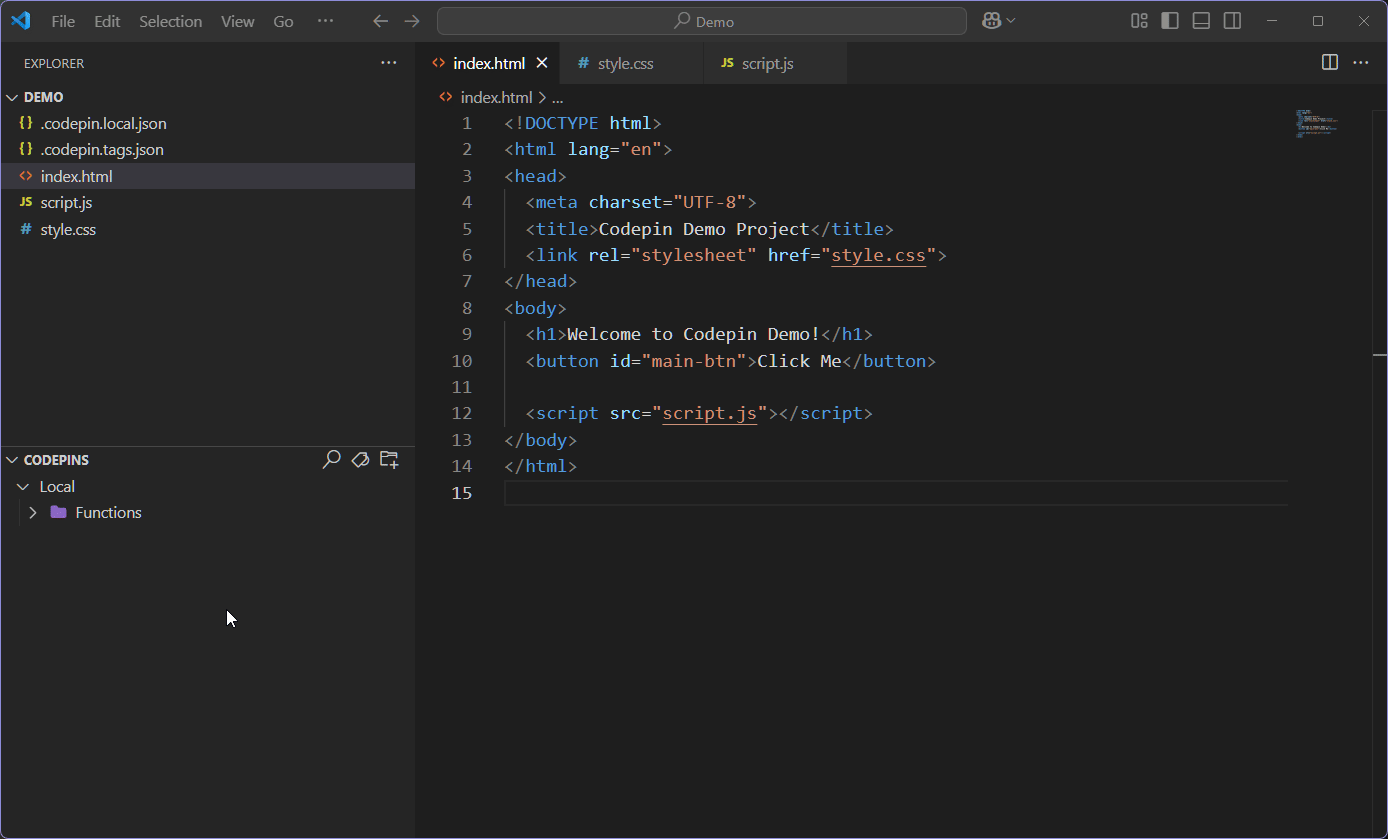 File Edit Selection View Go ··· Demo
EXPLORER ···
DEMO
{} .codepin.local.json
{} .codepin.tags.json
<> index.html
JS script.js
# style.css
CODEPINS
Local
Functions
<> index.html # style.css JS script.js ···
<> index.html > ...
1 <!DOCTYPE html>
2 <html lang="en">
3 <head>
4 <meta charset="UTF-8">
5 <title>Codepin Demo Project</title>
6 <link rel="stylesheet" href="style.css">
7 </head>
8 <body>
9 <h1>Welcome to Codepin Demo!</h1>
10 <button id="main-btn">Click Me</button>
11
12 <script src="script.js"></script>
13 </body>
14 </html>
15